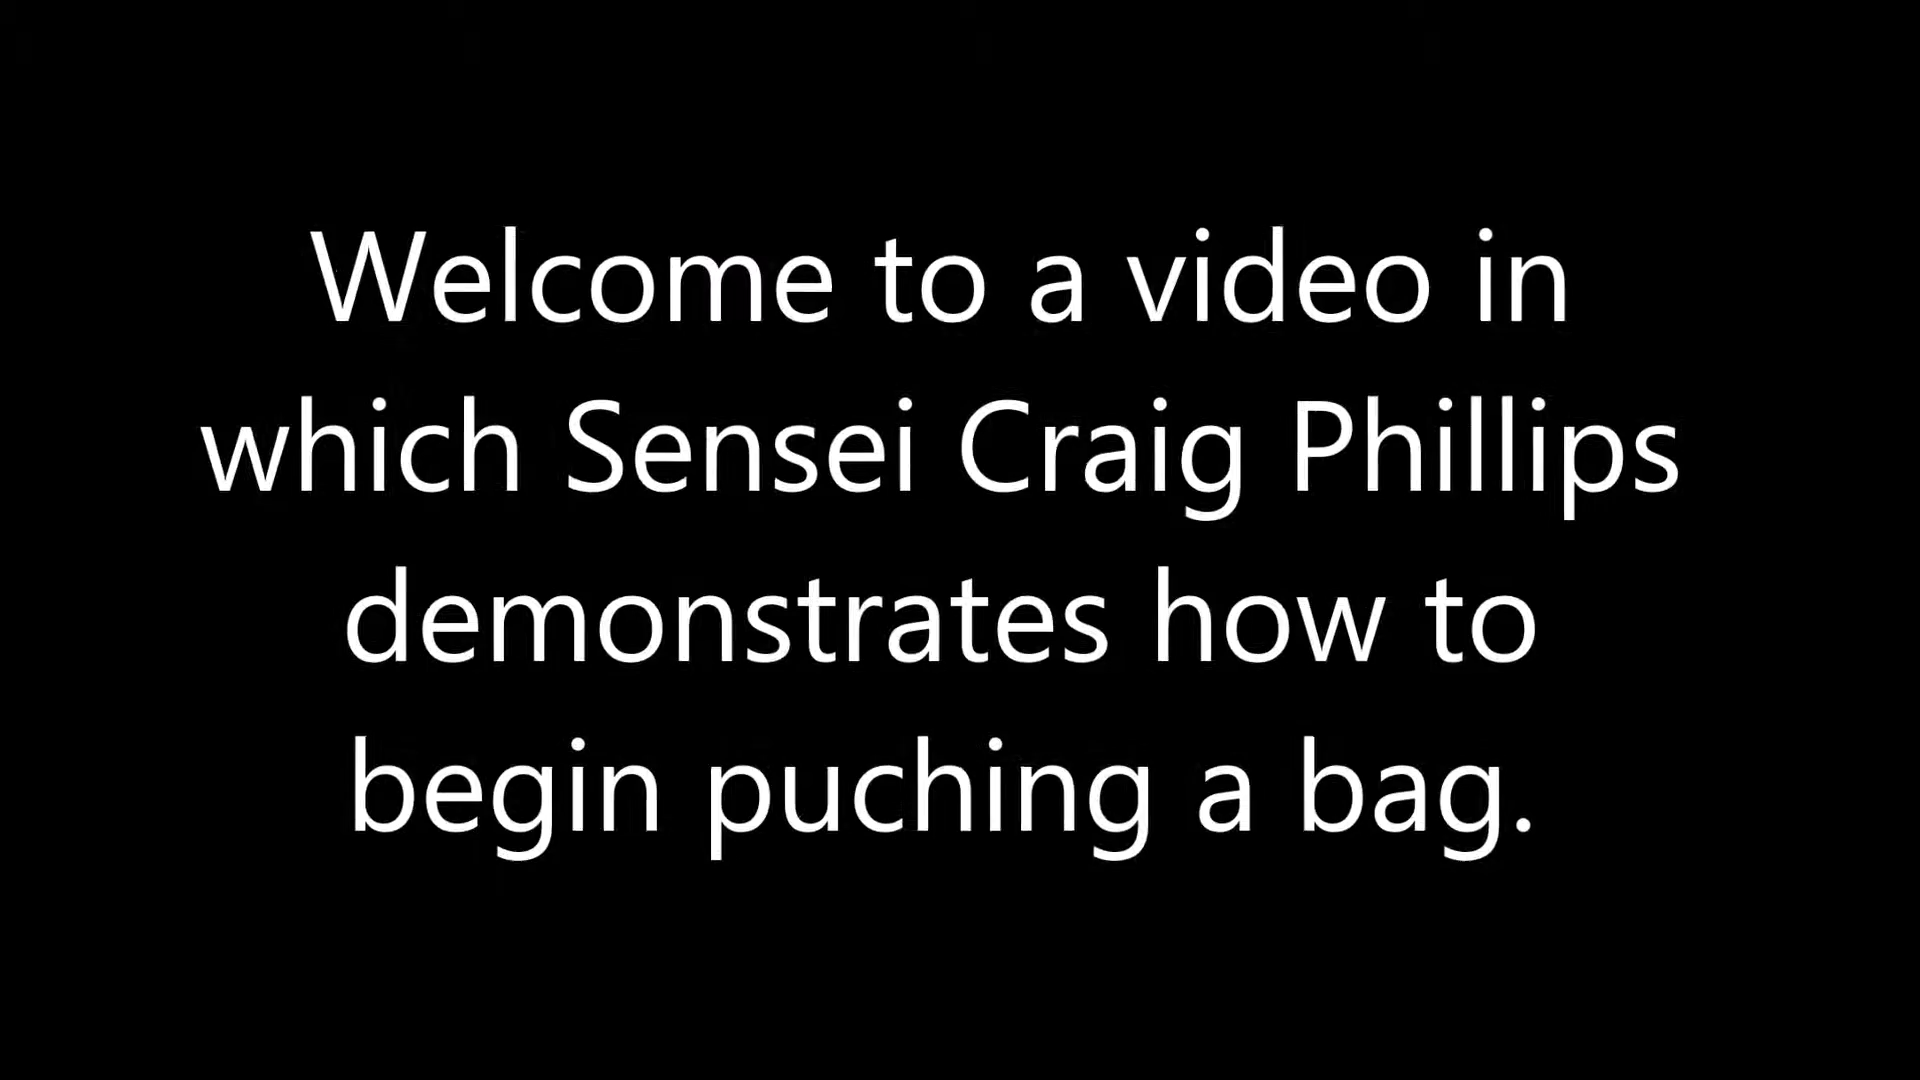 Welcome to a video in
which Sensei Craig Phillips
demonstrates how to
begin puching a bag.